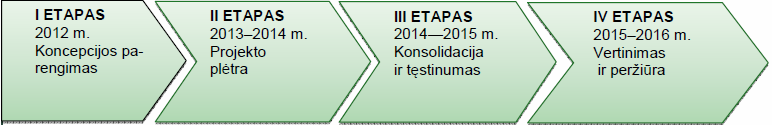 I ETAPAS
2012 m.
Koncepcijos pa-
rengimas
II ETAPAS
2013–2014 m.
Projekto
plėtra
III ETAPAS
2014—2015 m.
Konsolidacija
ir tęstinumas
IV ETAPAS
2015–2016 m.
Vertinimas
ir peržiūra